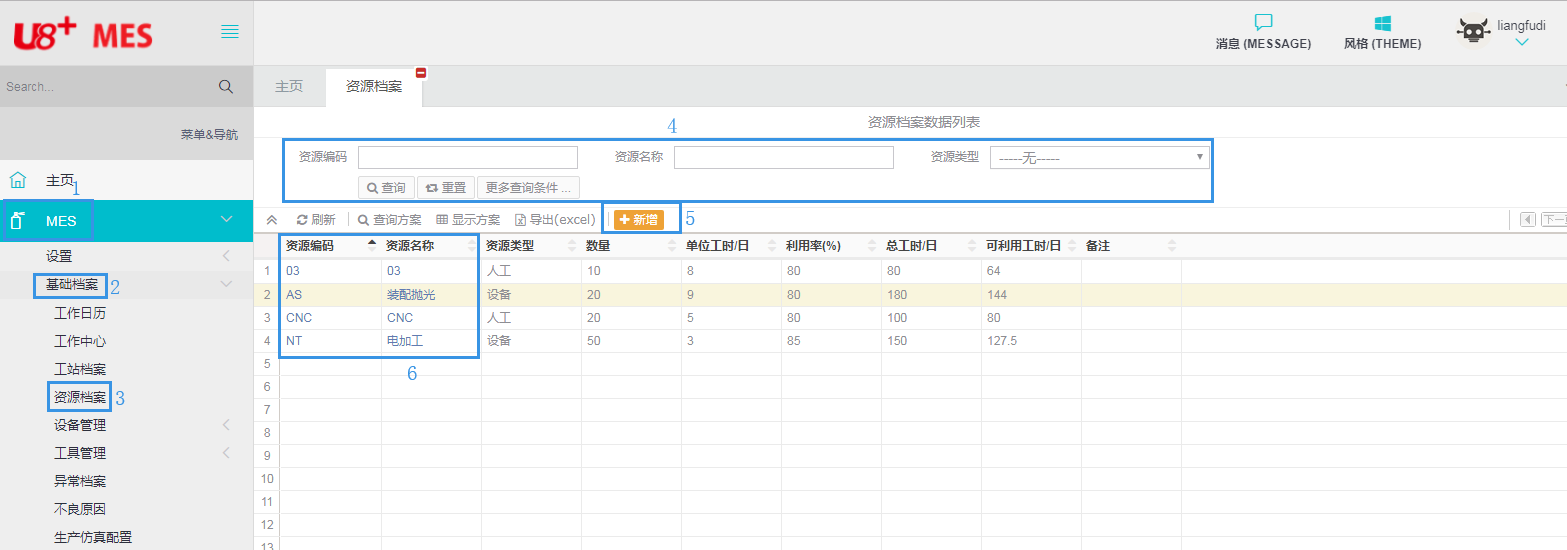 U8+ MES
消息 (MESSAGE)
风格 (THEME)
liangfudi
Search...
主页
资源档案
菜单&导航
资源档案数据列表
4
资源编码
资源名称
资源类型
-----无-----
查询
重置
更多查询条件 ...
主页
1
MES
刷新
查询方案
显示方案
导出(excel)
新增
5
设置
基础档案
2
工作日历
工作中心
工站档案
资源档案
3
设备管理
工具管理
异常档案
不良原因
生产仿真配置
资源编码 资源名称 资源类型 数量 单位工时/日 利用率(%) 总工时/日 可利用工时/日 备注
1 03 03 人工 10 8 80 80 64
2 AS 装配抛光 设备 20 9 80 180 144
3 CNC CNC 人工 20 5 80 100 80
4 NT 电加工 设备 50 3 85 150 127.5
5
6
6
7
8
9
10
11
12
13